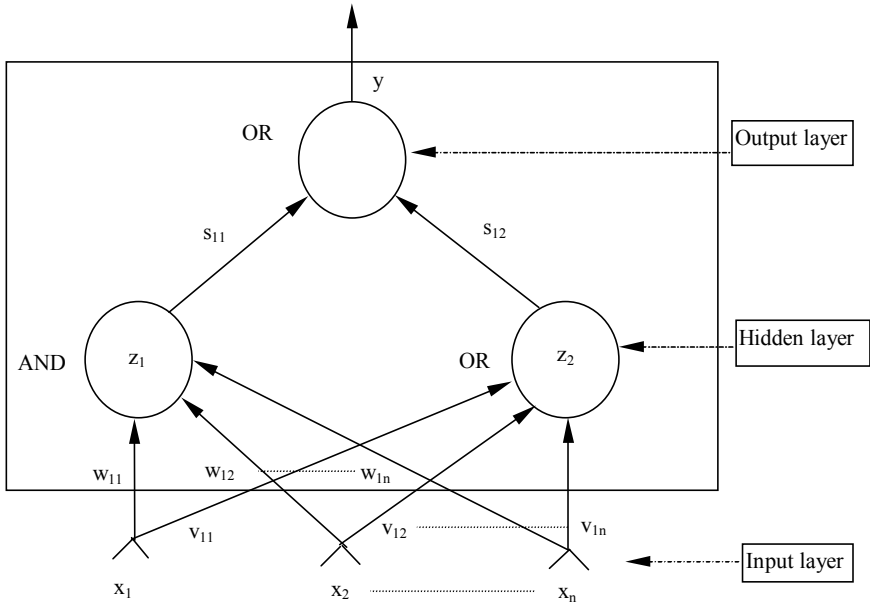 y
OR
Output layer
s₁₁
s₁₂
Hidden layer
AND
z₁
OR
z₂
w₁₁
w₁₂
w₁ₙ
v₁₁
v₁₂
v₁ₙ
Input layer
x₁
x₂
xₙ